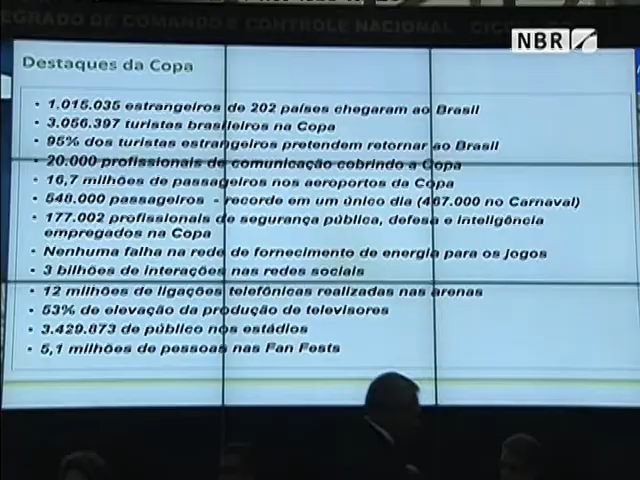 EGRADO DE COMANDO E CONTROLE NACIONAL
NBR
Destaques da Copa
• 1.015.035 estrangeiros de 202 países chegaram ao Brasil
• 3.056.397 turistas brasileiros na Copa
• 95% dos turistas estrangeiros pretendem retornar ao Brasil
• 20.000 profissionais de comunicação cobrindo a Copa
• 16,7 milhões de passageiros nos aeroportos da Copa
• 548.000 passageiros - recorde em um único dia (467.000 no Carnaval)
• 177.002 profissionais de segurança pública, defesa e inteligência
empregados na Copa
• Nenhuma falha na rede de fornecimento de energia para os jogos
• 3 bilhões de interações nas redes sociais
• 12 milhões de ligações telefônicas realizadas nas arenas
• 53% de elevação da produção de televisores
• 3.429.873 de público nos estádios
• 5,1 milhões de pessoas nas Fan Fests